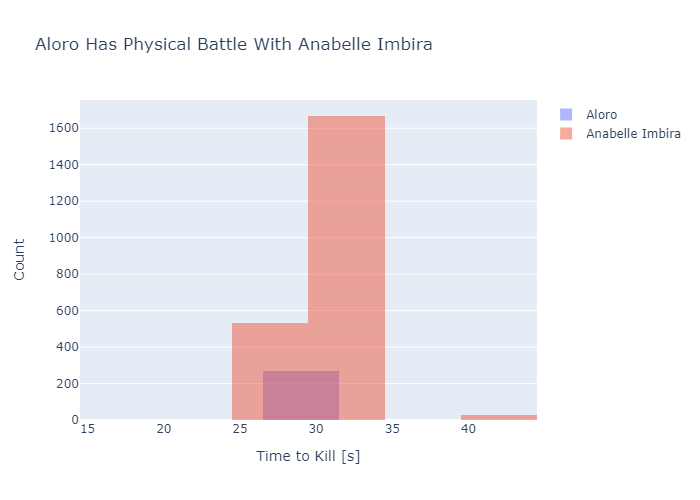 Aloro Has Physical Battle With Anabelle Imbira
Aloro
Anabelle Imbira
Count
1600
1400
1200
1000
800
600
400
200
0
15 20 25 30 35 40
Time to Kill [s]